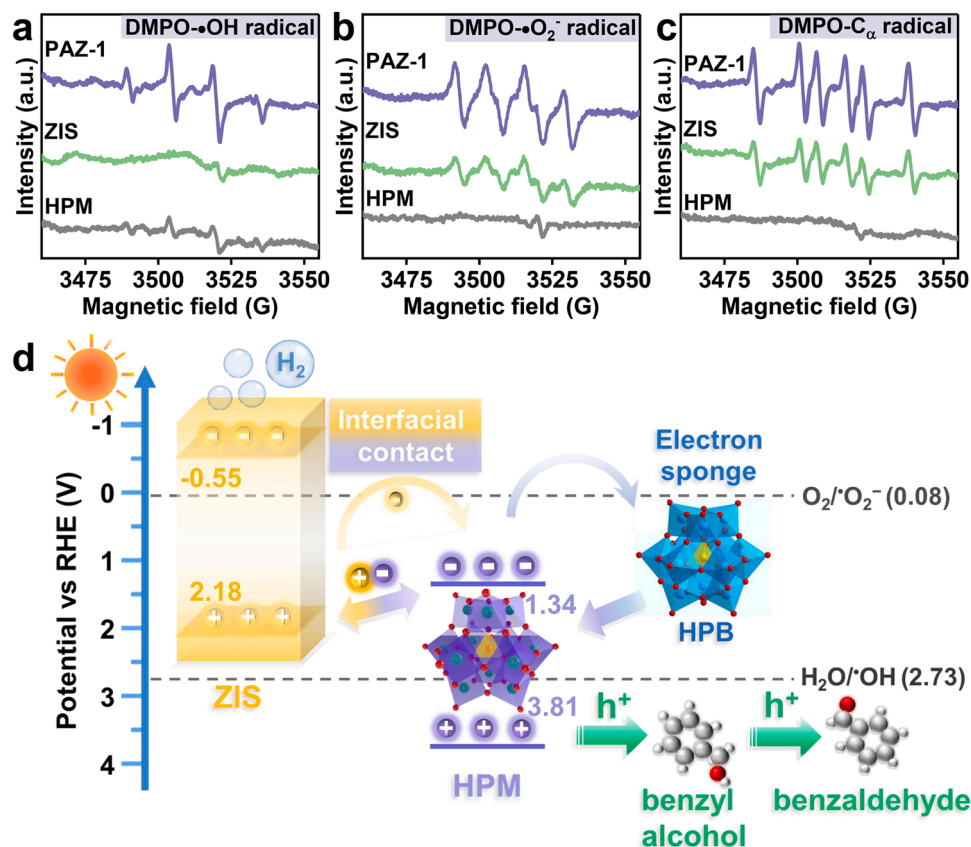 a
DMPO-•OH radical
PAZ-1
ZIS
HPM
Intensity (a.u.)
3475 3500 3525 3550
Magnetic field (G)
b
DMPO-•O₂⁻ radical
PAZ-1
ZIS
HPM
Intensity (a.u.)
3475 3500 3525 3550
Magnetic field (G)
c
DMPO-Cα radical
PAZ-1
ZIS
HPM
Intensity (a.u.)
3475 3500 3525 3550
Magnetic field (G)
d
H₂
Potential vs RHE (V)
-1
0
1
2
3
4
-0.55
2.18
ZIS
Interfacial
contact
Electron
sponge
O₂/•O₂⁻ (0.08)
HPB
1.34
3.81
HPM
H₂O/•OH (2.73)
h⁺
h⁺
benzyl
alcohol
benzaldehyde